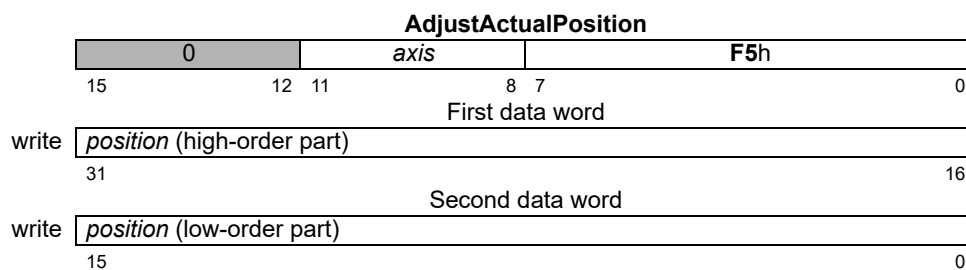 AdjustActualPosition
0 axis F5h
15 12 11 8 7 0
First data word
write position (high-order part)
31 16
Second data word
write position (low-order part)
15 0